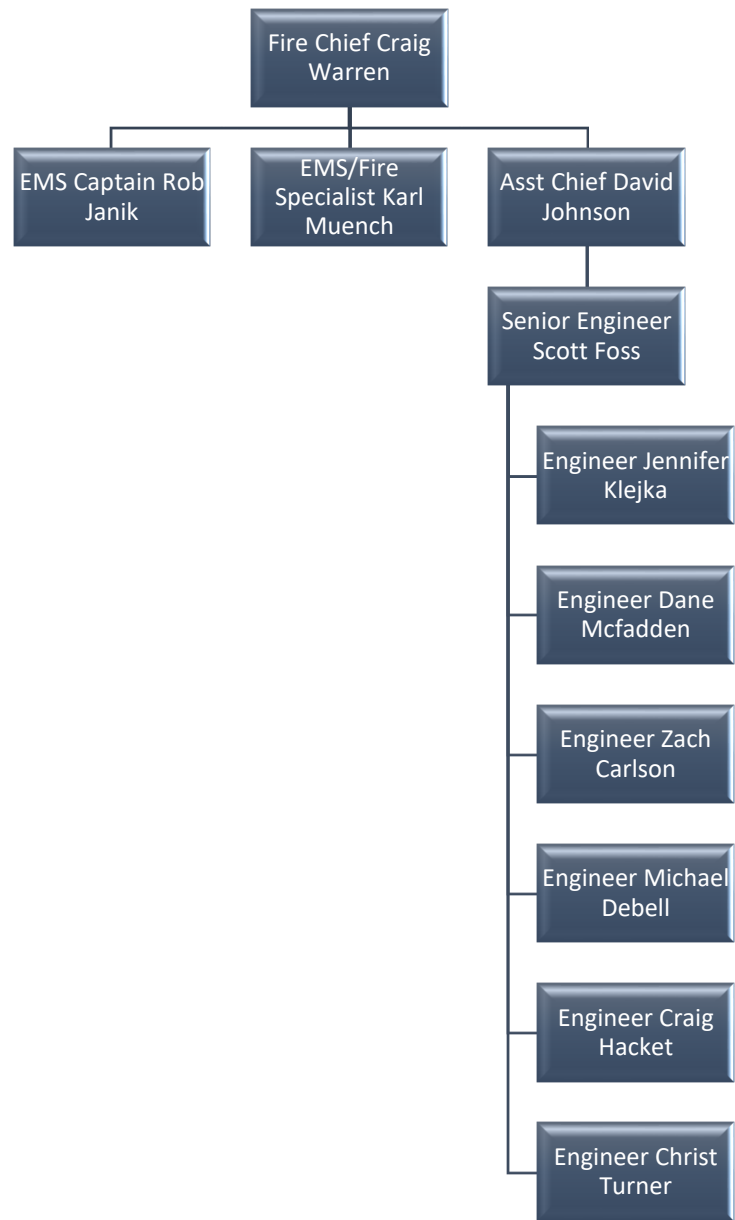 Fire Chief Craig
Warren
EMS Captain Rob
Janik
EMS/Fire
Specialist Karl
Muench
Asst Chief David
Johnson
Senior Engineer
Scott Foss
Engineer Jennifer
Klejka
Engineer Dane
Mcfadden
Engineer Zach
Carlson
Engineer Michael
Debell
Engineer Craig
Hacket
Engineer Christ
Turner